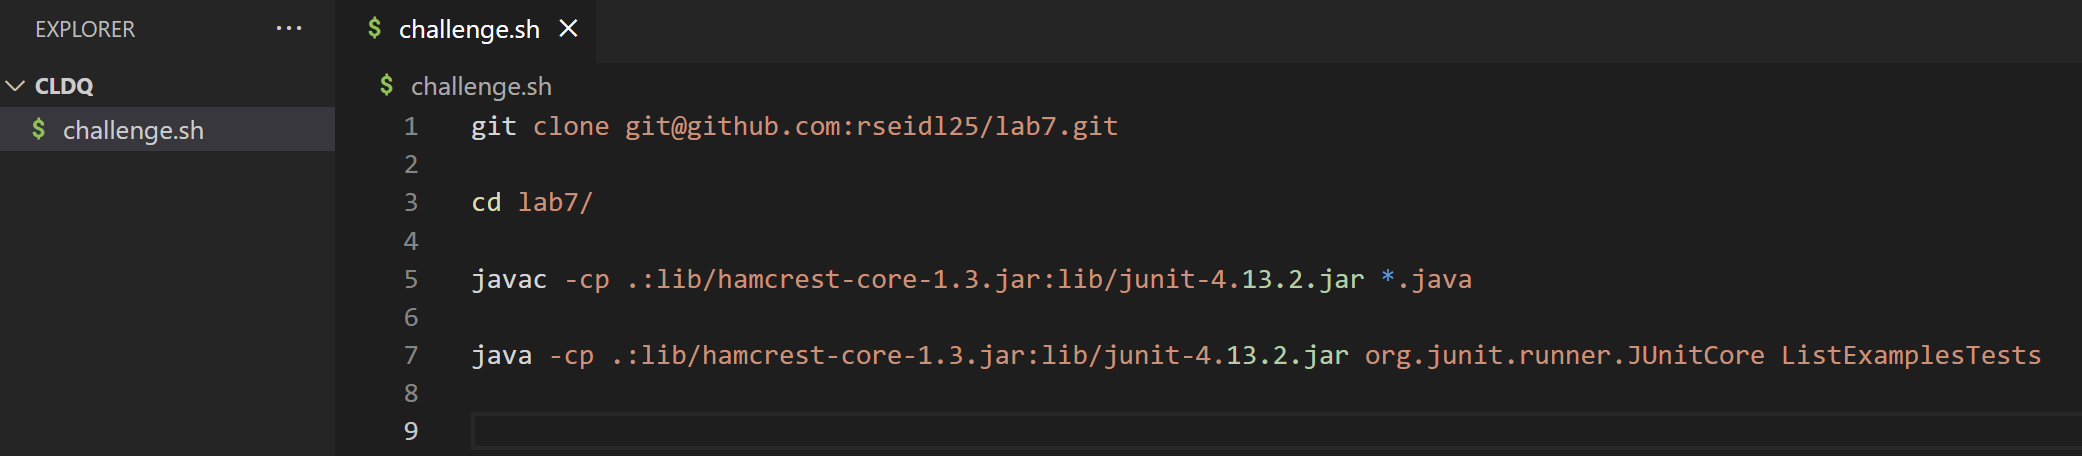 EXPLORER ···
CLDQ
$ challenge.sh
$ challenge.sh ×
$ challenge.sh
1 git clone git@github.com:rseidl25/lab7.git
2
3 cd lab7/
4
5 javac -cp .:lib/hamcrest-core-1.3.jar:lib/junit-4.13.2.jar *.java
6
7 java -cp .:lib/hamcrest-core-1.3.jar:lib/junit-4.13.2.jar org.junit.runner.JUnitCore ListExamplesTests
8
9